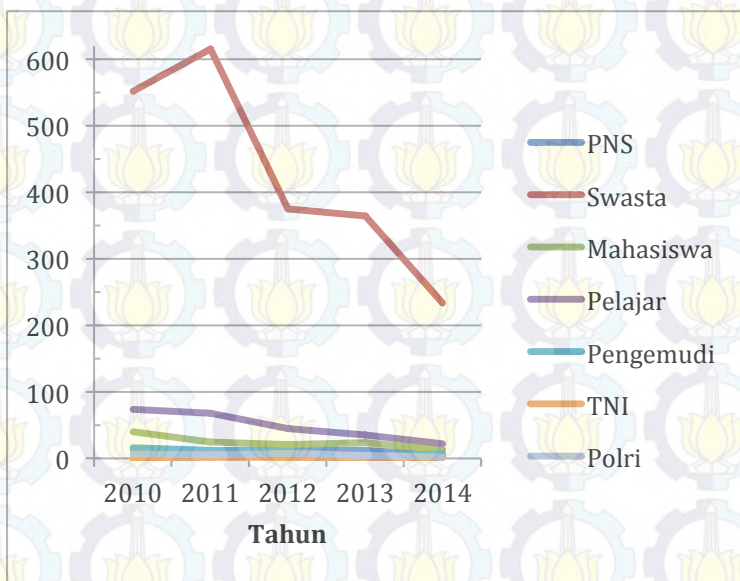 600
500
400
300
200
100
0
2010 2011 2012 2013 2014
Tahun
PNS
Swasta
Mahasiswa
Pelajar
Pengemudi
TNI
Polri